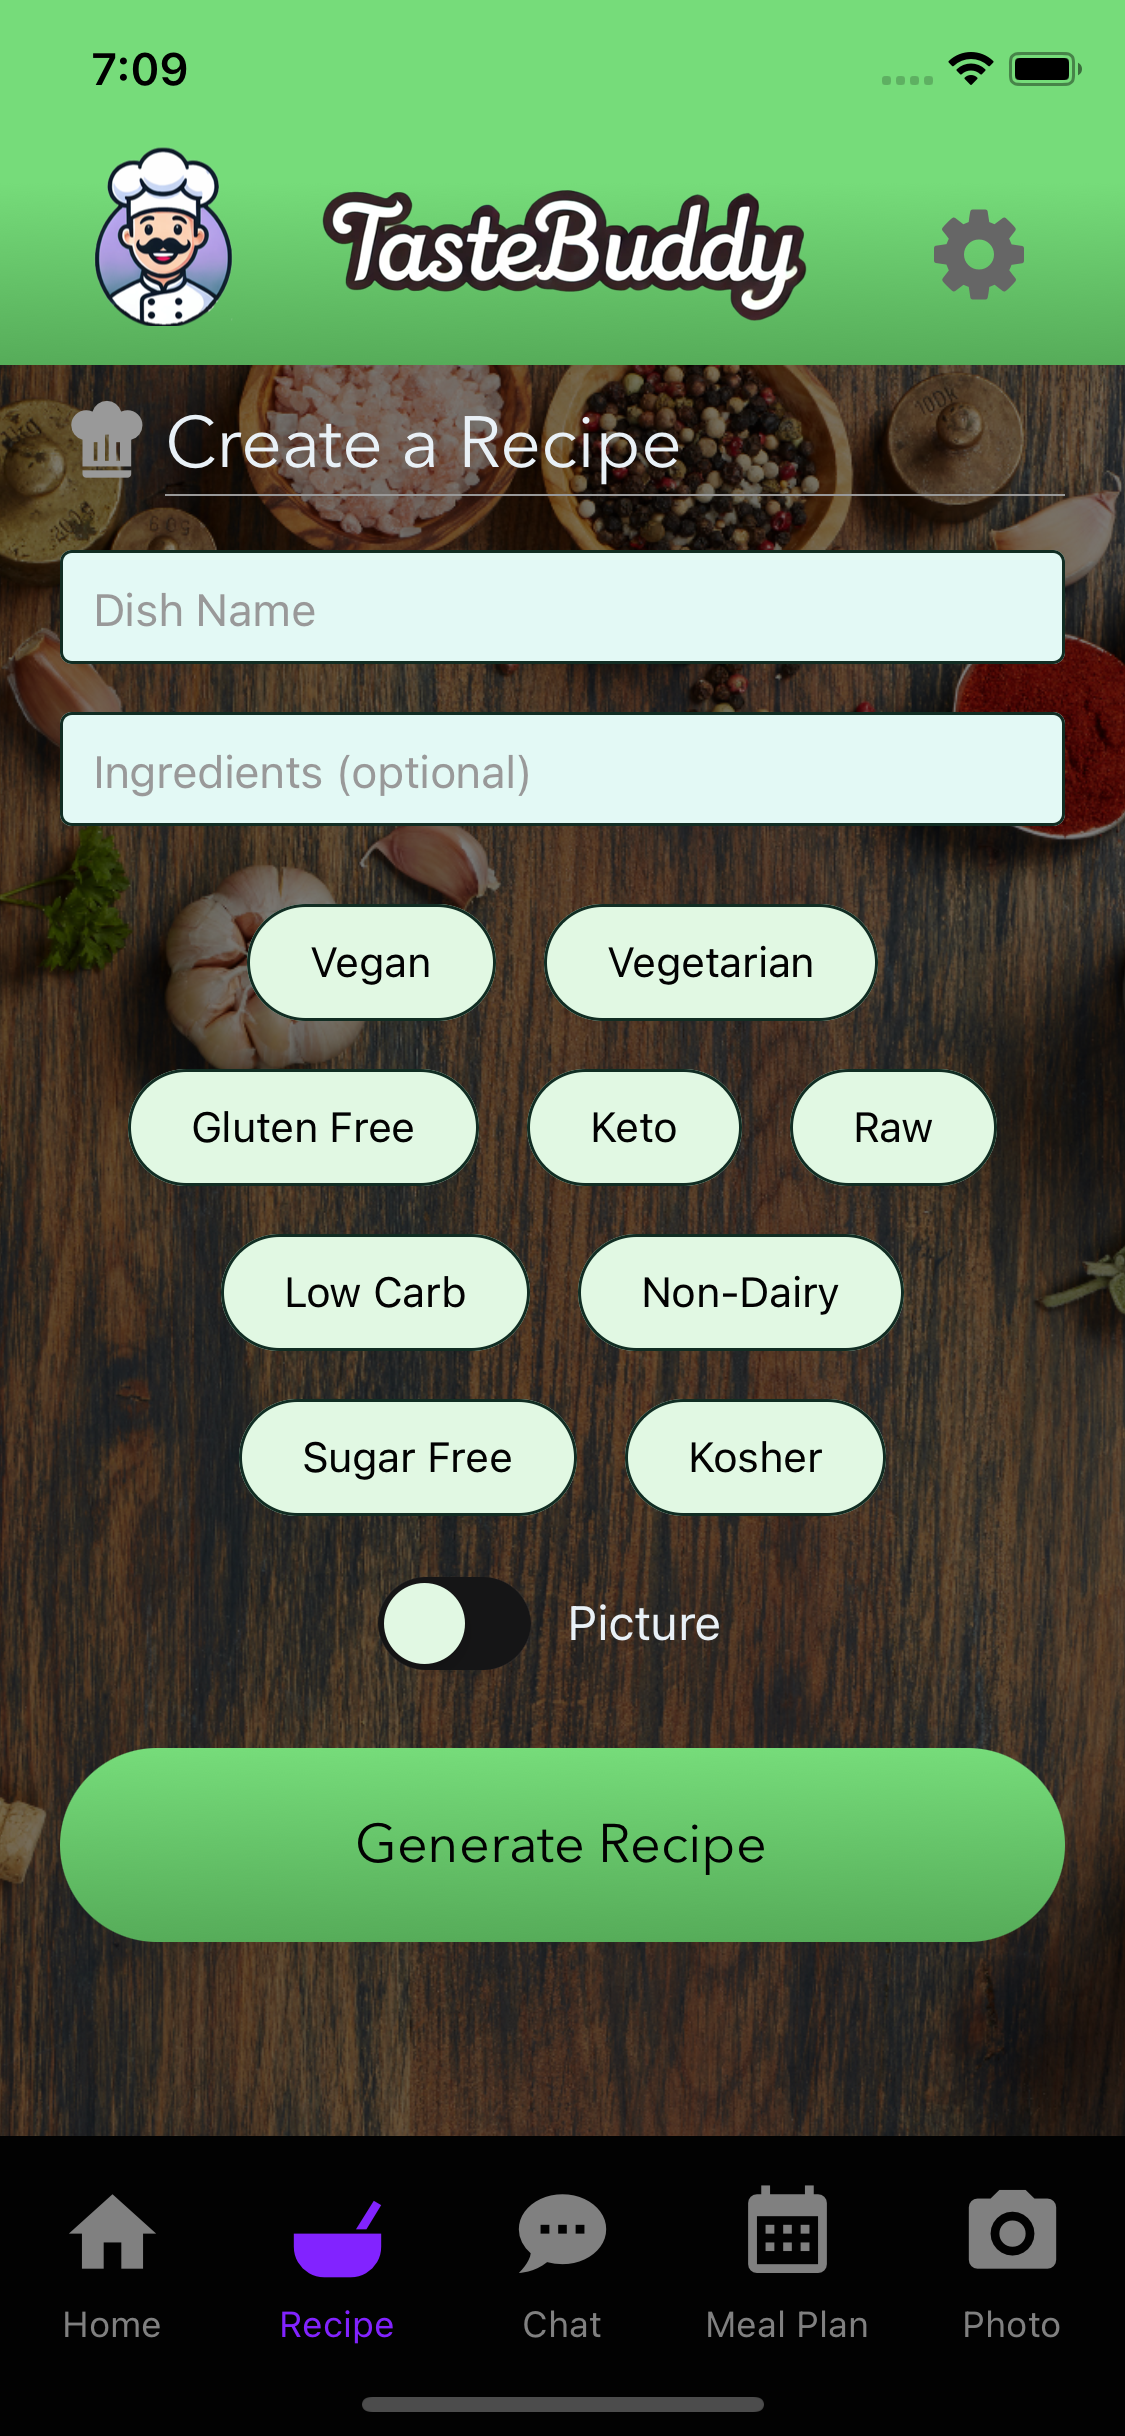 7:09
TasteBuddy
Create a Recipe
Dish Name
Ingredients (optional)
Vegan Vegetarian
Gluten Free Keto Raw
Low Carb Non-Dairy
Sugar Free Kosher
Picture
Generate Recipe
Home Recipe Chat Meal Plan Photo